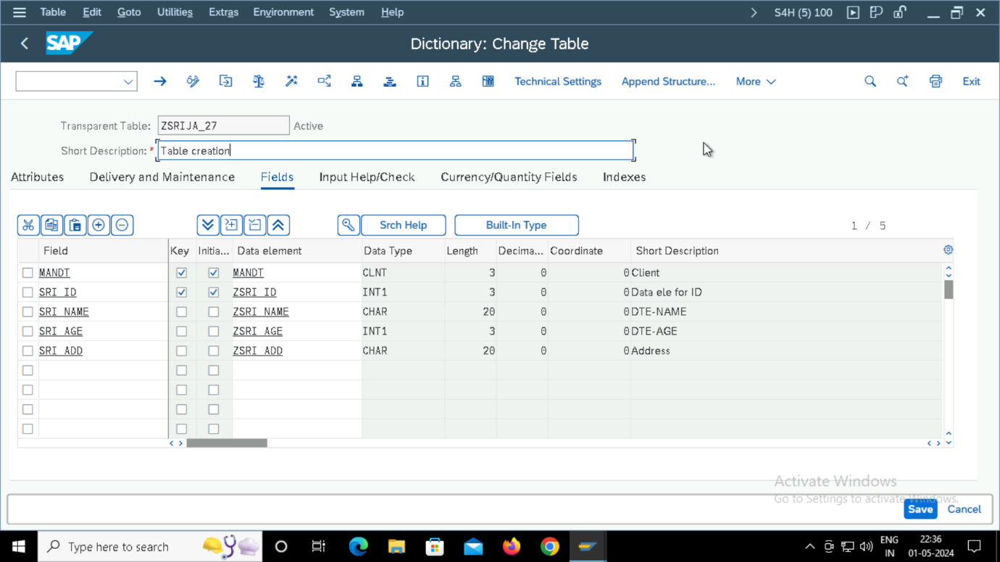 Table Edit Goto Utilities Extras Environment System Help S4H (5) 100
SAP Dictionary: Change Table
Technical Settings Append Structure... More Exit
Transparent Table: ZSRIJA_27 Active
Short Description: * Table creation
Attributes Delivery and Maintenance Fields Input Help/Check Currency/Quantity Fields Indexes
Srch Help Built-In Type 1 / 5
Field Key Initia... Data element Data Type Length Decima... Coordinate Short Description
MANDT MANDT CLNT 3 0 0 Client
SRI_ID ZSRI_ID INT1 3 0 0 Data ele for ID
SRI_NAME ZSRI_NAME CHAR 20 0 0 DTE-NAME
SRI_AGE ZSRI_AGE INT1 3 0 0 DTE-AGE
SRI_ADD ZSRI_ADD CHAR 20 0 0 Address
Activate Windows
Go to Settings to activate Windows.
Save Cancel
Type here to search ENG 22:36
IN 01-05-2024